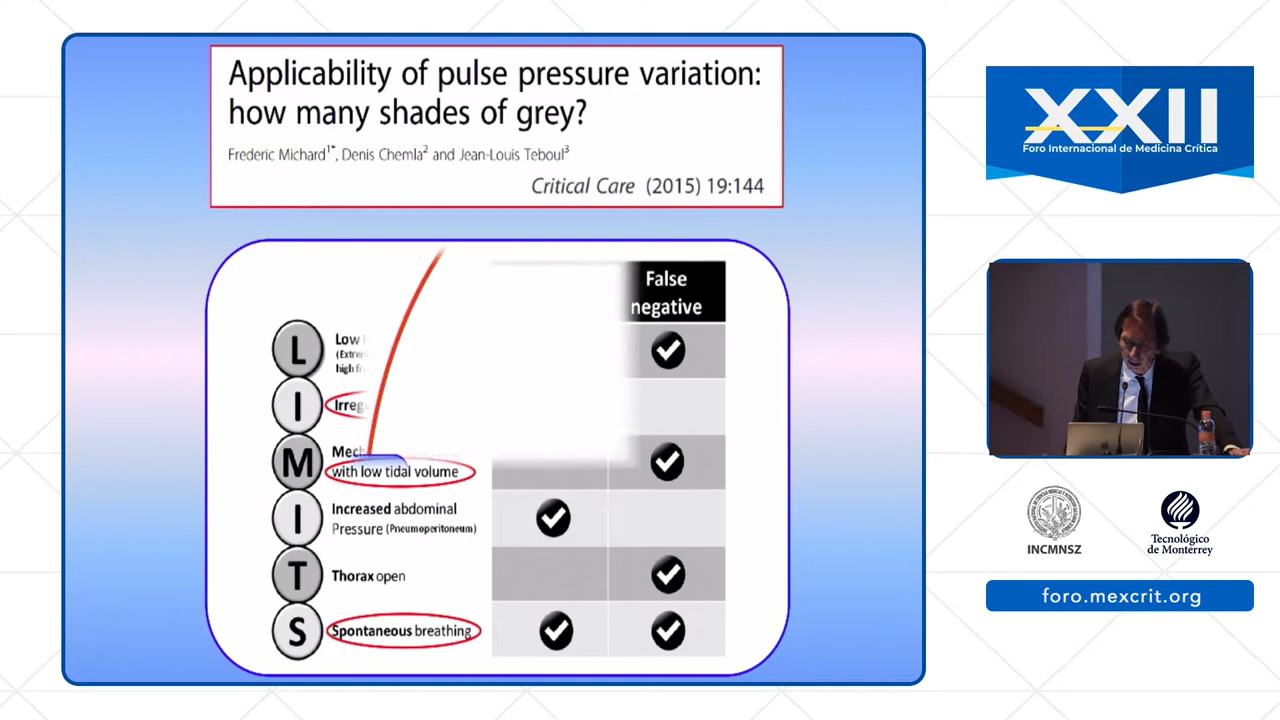 Applicability of pulse pressure variation:
how many shades of grey?
Frederic Michard1*, Denis Chemla2 and Jean-Louis Teboul3
Critical Care (2015) 19:144
False
negative
L
Low
I
M
with low tidal volume
I
Increased abdominal
Pressure (Pneumoperitoneum)
T
Thorax open
S
Spontaneous breathing
XXII
Foro Internacional de Medicina Crítica
INCMNSZ
Tecnológico
de Monterrey
foro.mexcrit.org